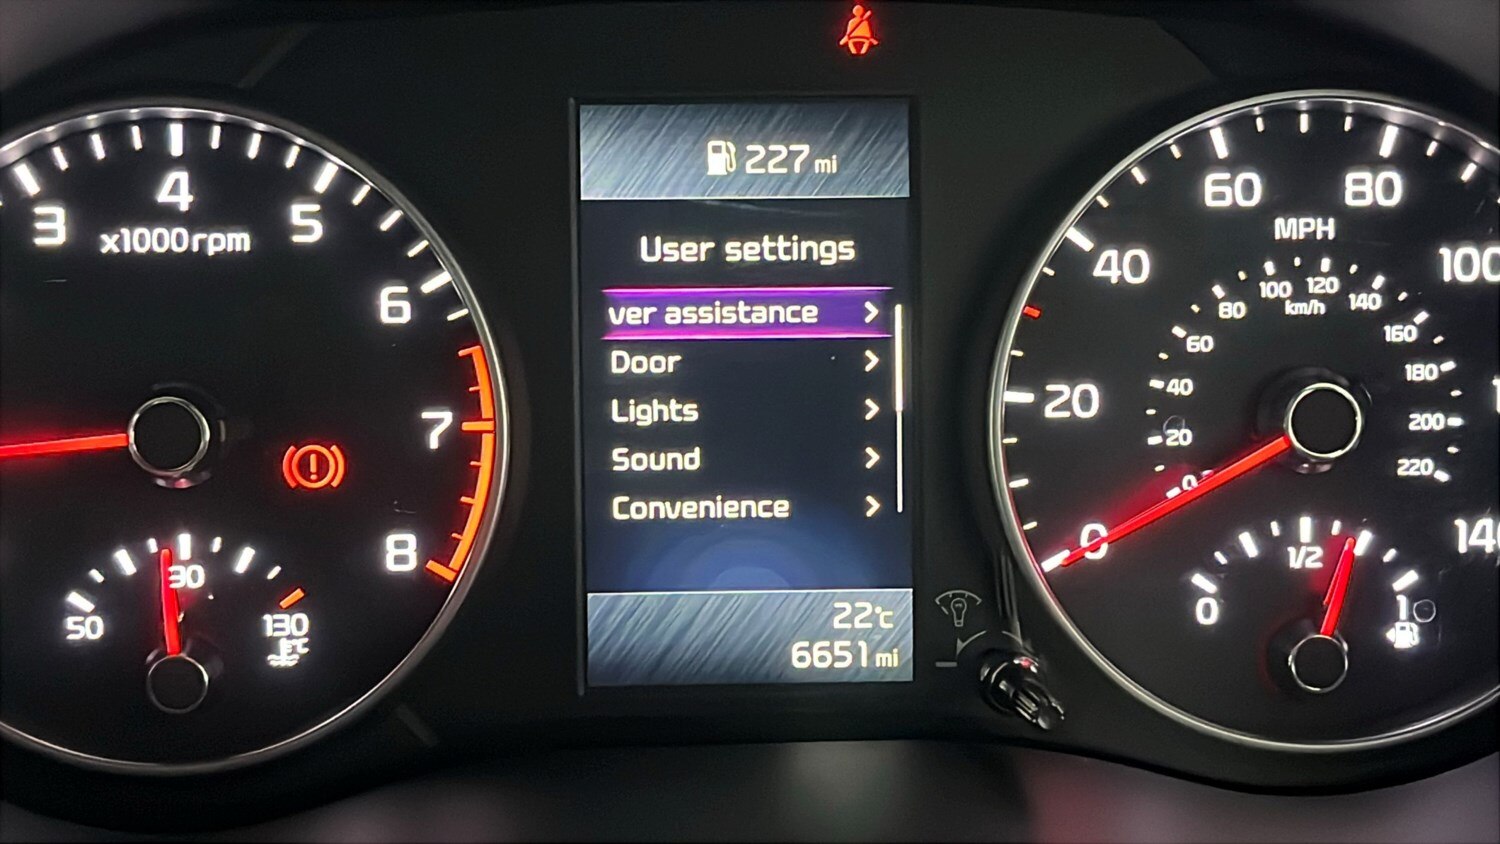 227 mi
User settings
ver assistance >
Door >
Lights >
Sound >
Convenience >
22°C
6651 mi
3 4 5 6 7 8
x1000rpm
50 90 130
°C
0 20 40 60 80 100 140
MPH
0 20 40 60 80 100 120 140 160 180 200 220
km/h
0 1/2 1